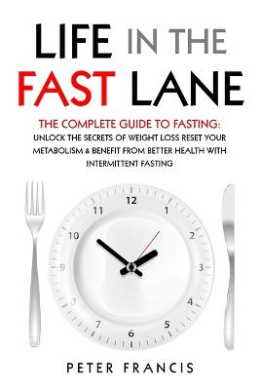 LIFE IN THE
FAST LANE
THE COMPLETE GUIDE TO FASTING:
UNLOCK THE SECRETS OF WEIGHT LOSS RESET YOUR
METABOLISM & BENEFIT FROM BETTER HEALTH WITH
INTERMITTENT FASTING
12
11
1
10
2
9
3
8
4
7
5
6
PETER FRANCIS